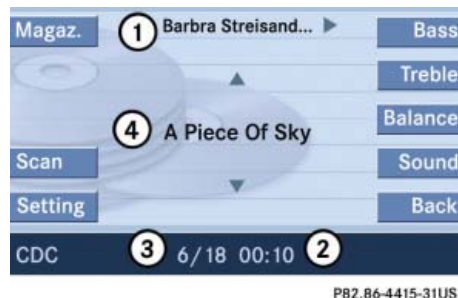 Magaz.
1 Barbra Streisand...
Bass
Treble
4 A Piece Of Sky
Balance
Scan
Sound
Setting
Back
CDC 3 6/18 00:10 2
P82.86-4415-31US